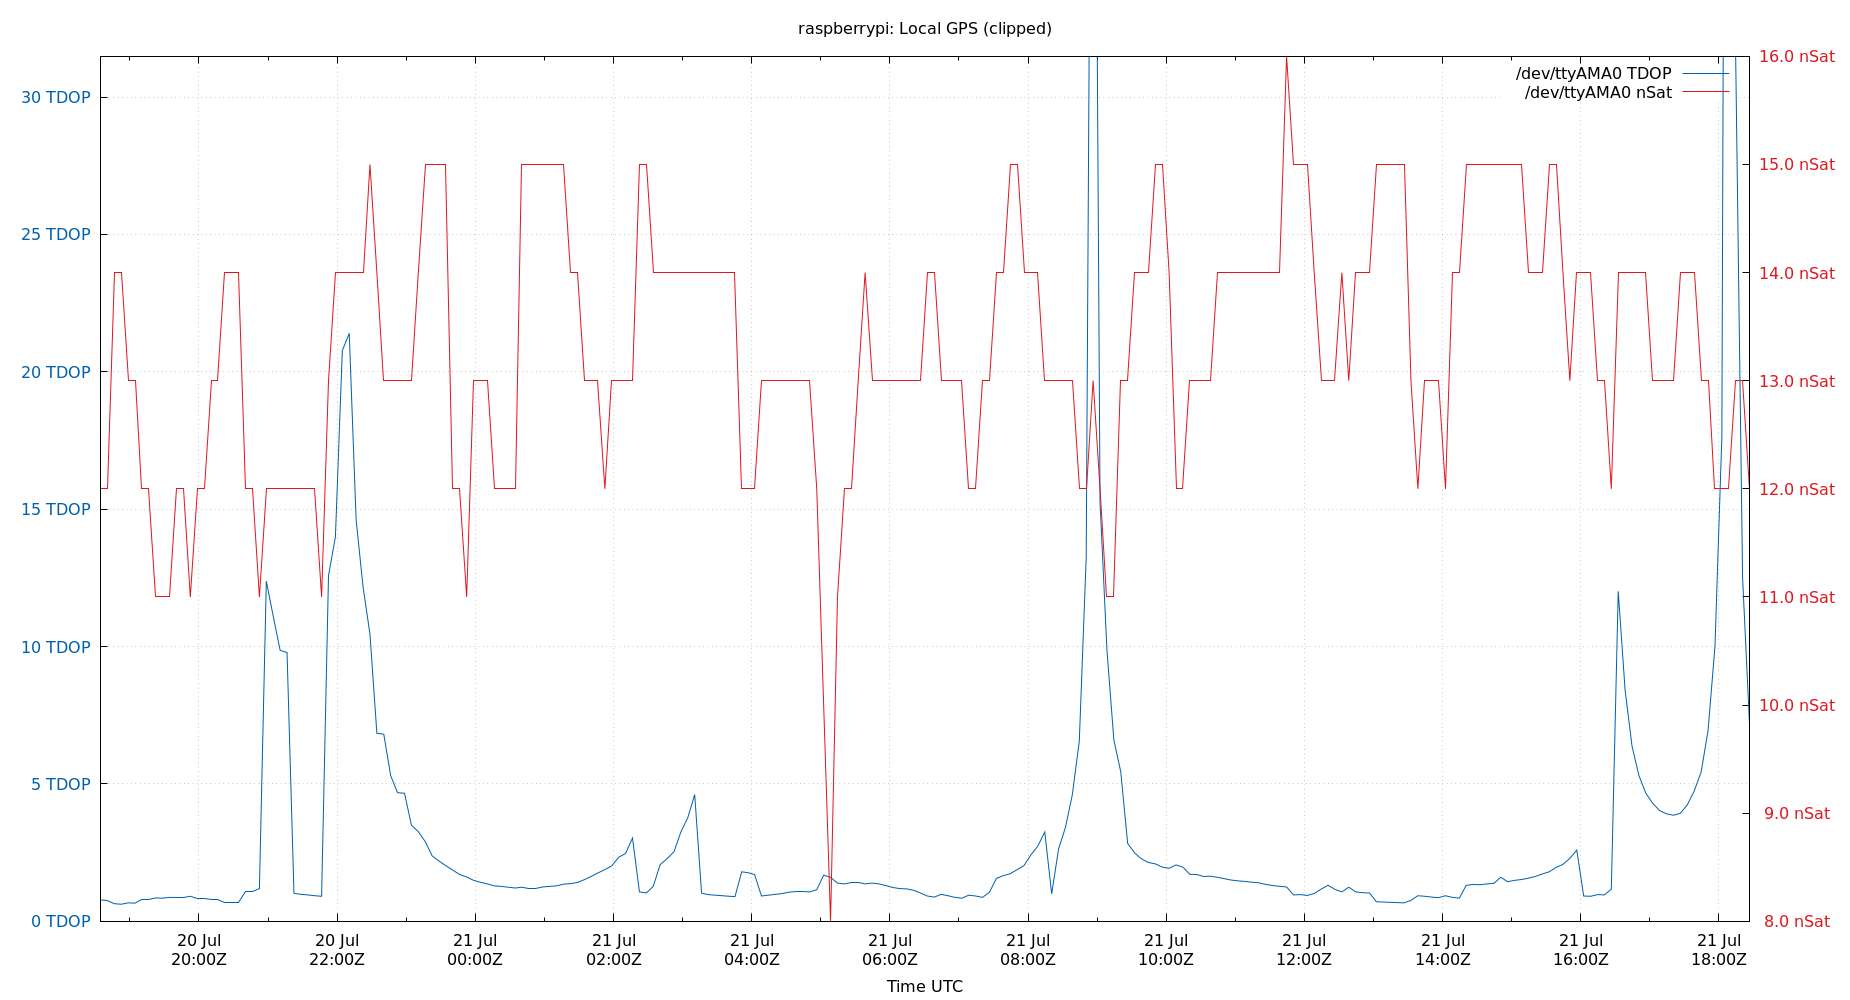 raspberrypi: Local GPS (clipped)
/dev/ttyAMA0 TDOP
/dev/ttyAMA0 nSat
30 TDOP
25 TDOP
20 TDOP
15 TDOP
10 TDOP
5 TDOP
0 TDOP
16.0 nSat
15.0 nSat
14.0 nSat
13.0 nSat
12.0 nSat
11.0 nSat
10.0 nSat
9.0 nSat
8.0 nSat
20 Jul
20:00Z
20 Jul
22:00Z
21 Jul
00:00Z
21 Jul
02:00Z
21 Jul
04:00Z
21 Jul
06:00Z
21 Jul
08:00Z
21 Jul
10:00Z
21 Jul
12:00Z
21 Jul
14:00Z
21 Jul
16:00Z
21 Jul
18:00Z
Time UTC